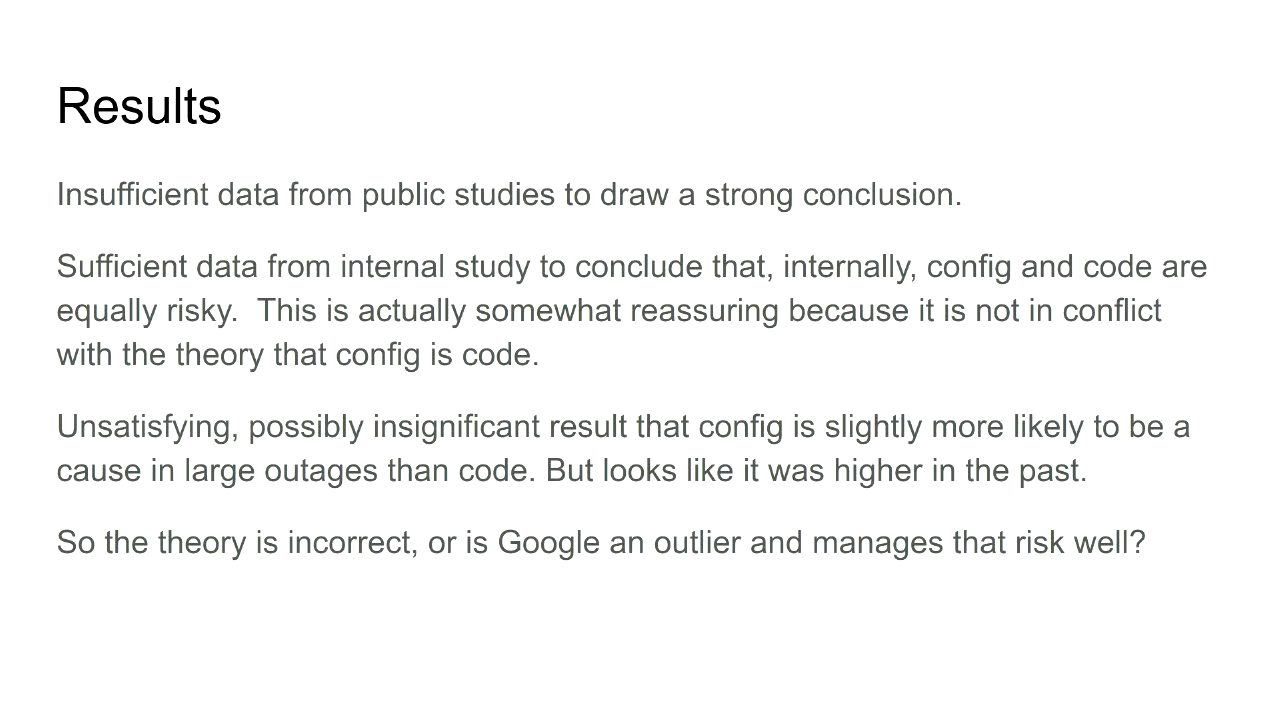 Results
Insufficient data from public studies to draw a strong conclusion.
Sufficient data from internal study to conclude that, internally, config and code are
equally risky.  This is actually somewhat reassuring because it is not in conflict
with the theory that config is code.
Unsatisfying, possibly insignificant result that config is slightly more likely to be a
cause in large outages than code. But looks like it was higher in the past.
So the theory is incorrect, or is Google an outlier and manages that risk well?